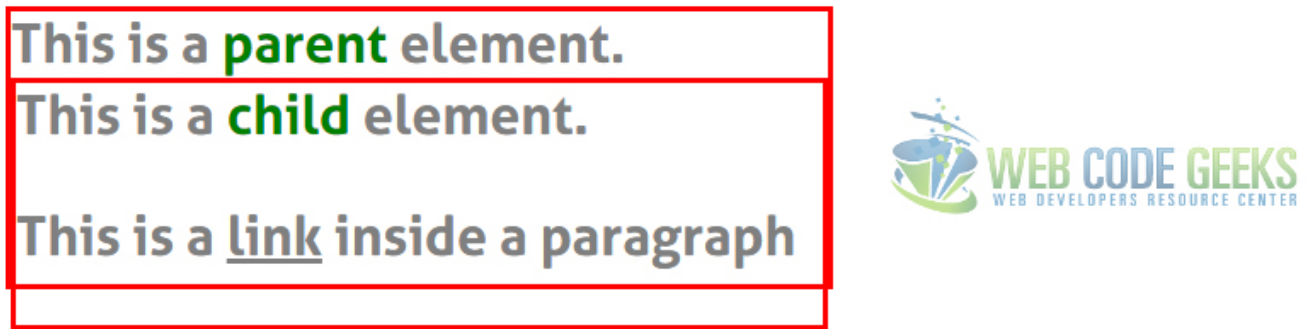 This is a parent element.
This is a child element.
This is a link inside a paragraph
WEB CODE GEEKS
WEB DEVELOPERS RESOURCE CENTER